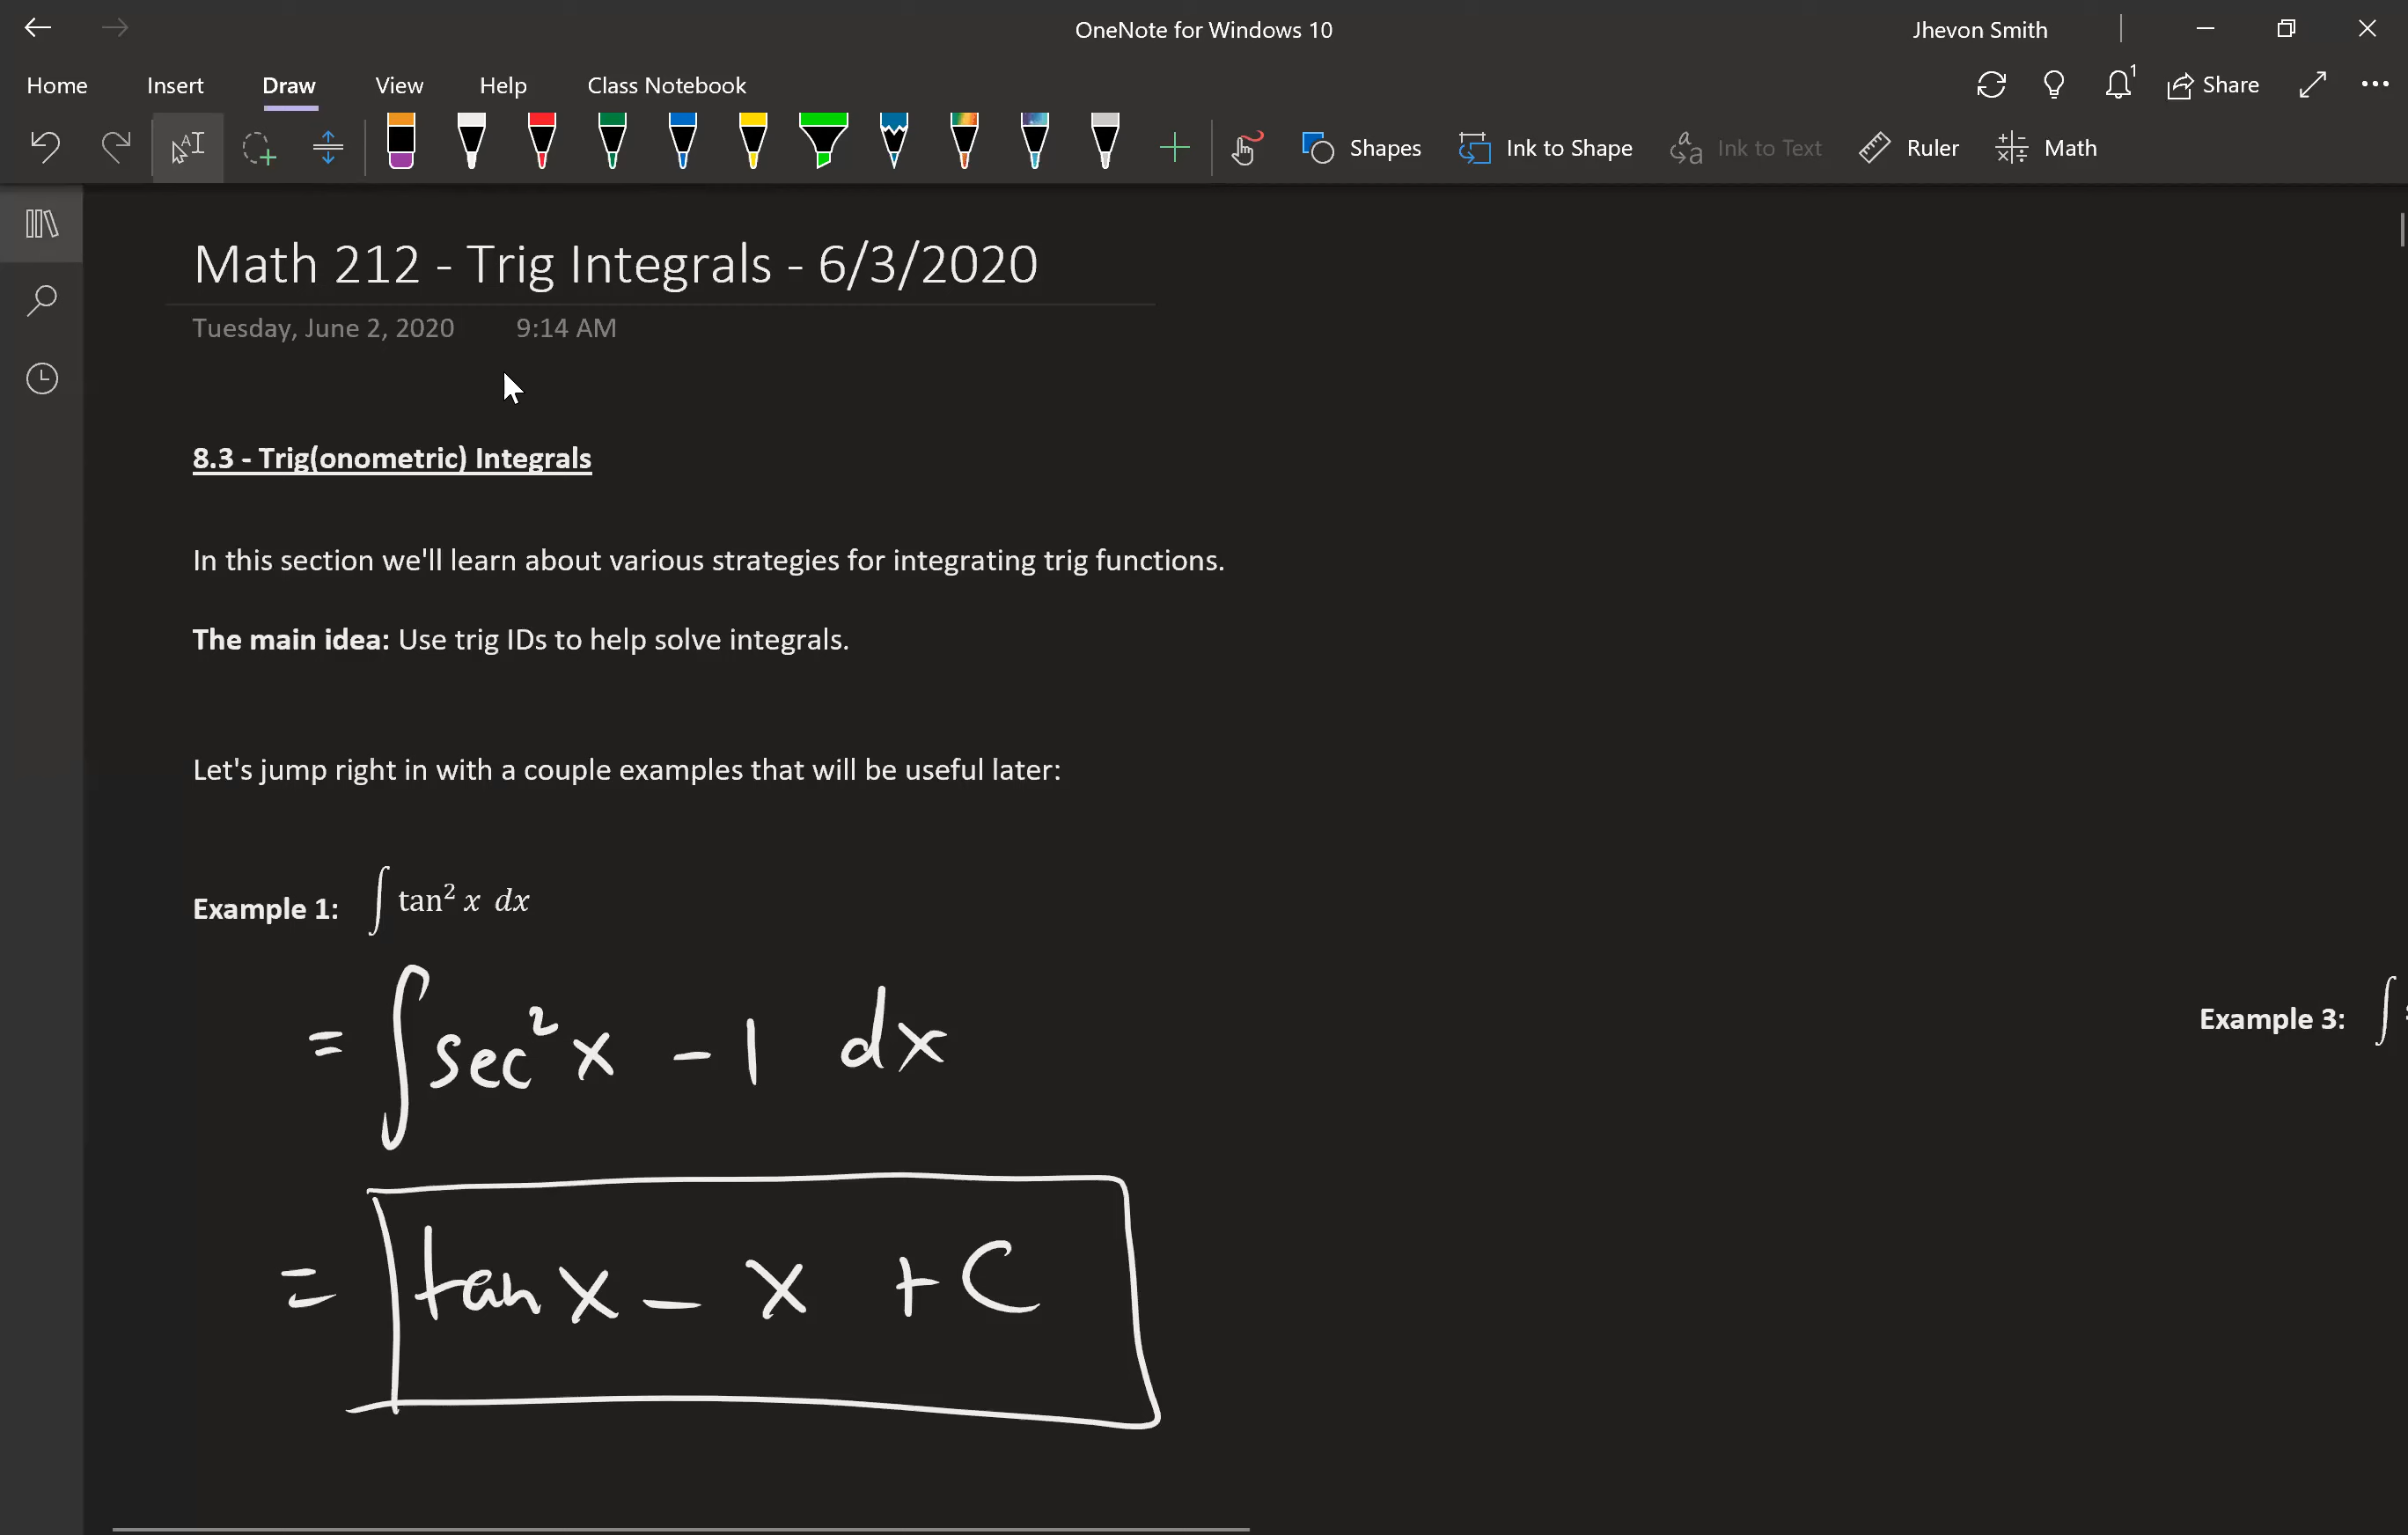 OneNote for Windows 10
Jhevon Smith
Home Insert Draw View Help Class Notebook
1
Share
Shapes Ink to Shape Ink to Text Ruler Math
Math 212 - Trig Integrals - 6/3/2020
Tuesday, June 2, 2020 9:14 AM
8.3 - Trig(onometric) Integrals
In this section we'll learn about various strategies for integrating trig functions.
The main idea: Use trig IDs to help solve integrals.
Let's jump right in with a couple examples that will be useful later:
Example 1: ∫ tan² x dx
= ∫ sec² x - 1 dx
Example 3: ∫
= tan x - x + C